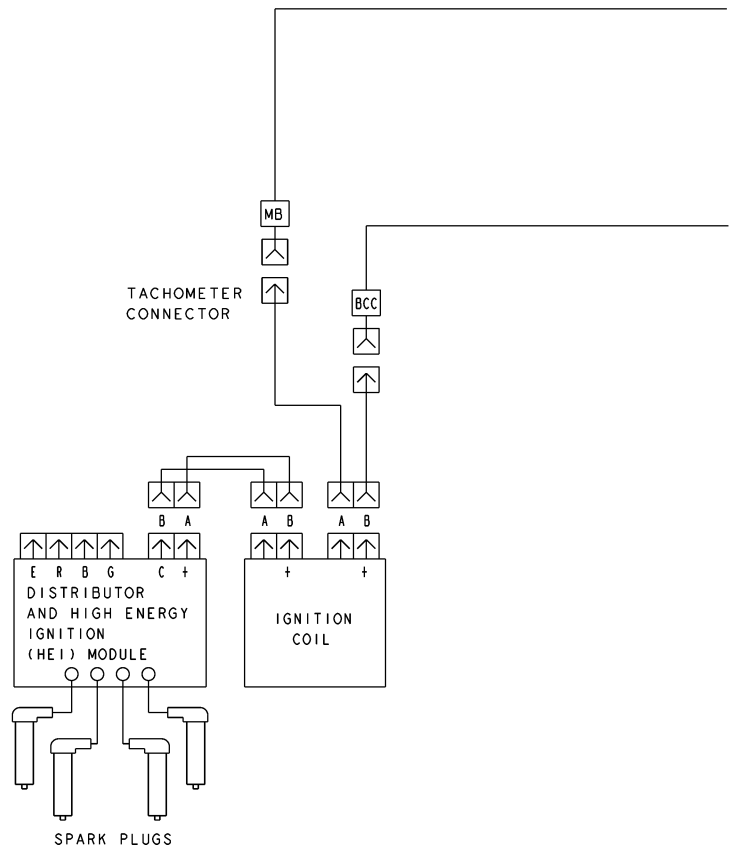 MB
TACHOMETER
CONNECTOR
BCC
B A
A B
A B
E R B G
C +
+
+
DISTRIBUTOR
AND HIGH ENERGY
IGNITION
(HEI) MODULE
IGNITION
COIL
SPARK PLUGS